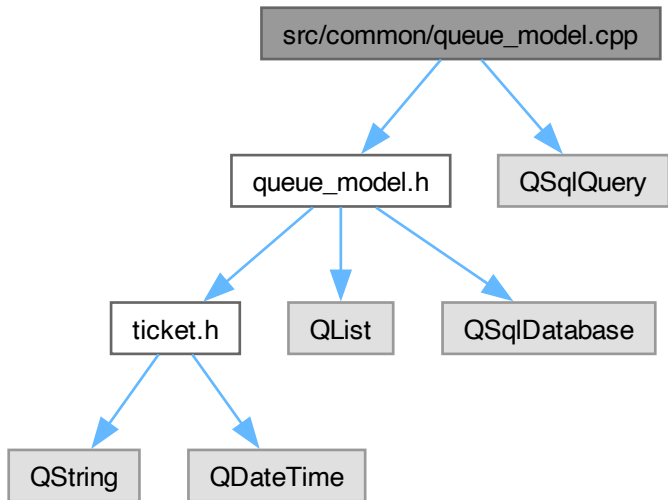 src/common/queue_model.cpp
queue_model.h
QSqlQuery
ticket.h
QList
QSqlDatabase
QString
QDateTime